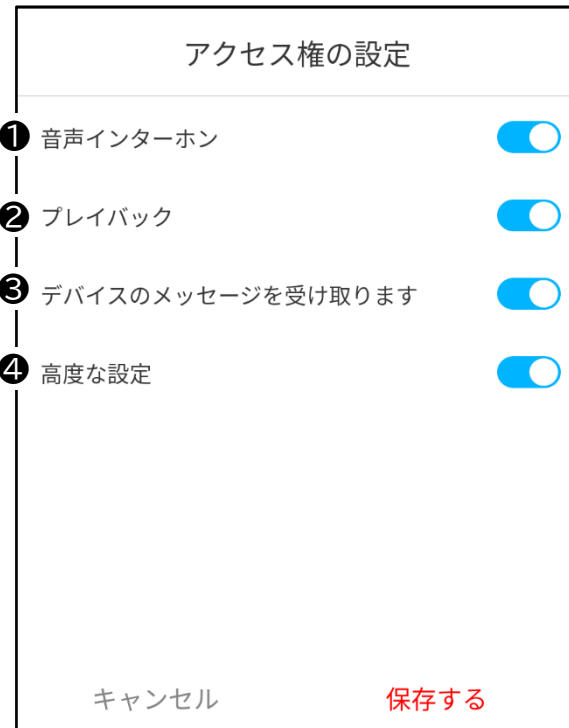 アクセス権の設定
❶ 音声インターホン
❷ プレイバック
❸ デバイスのメッセージを受け取ります
❹ 高度な設定
キャンセル 保存する